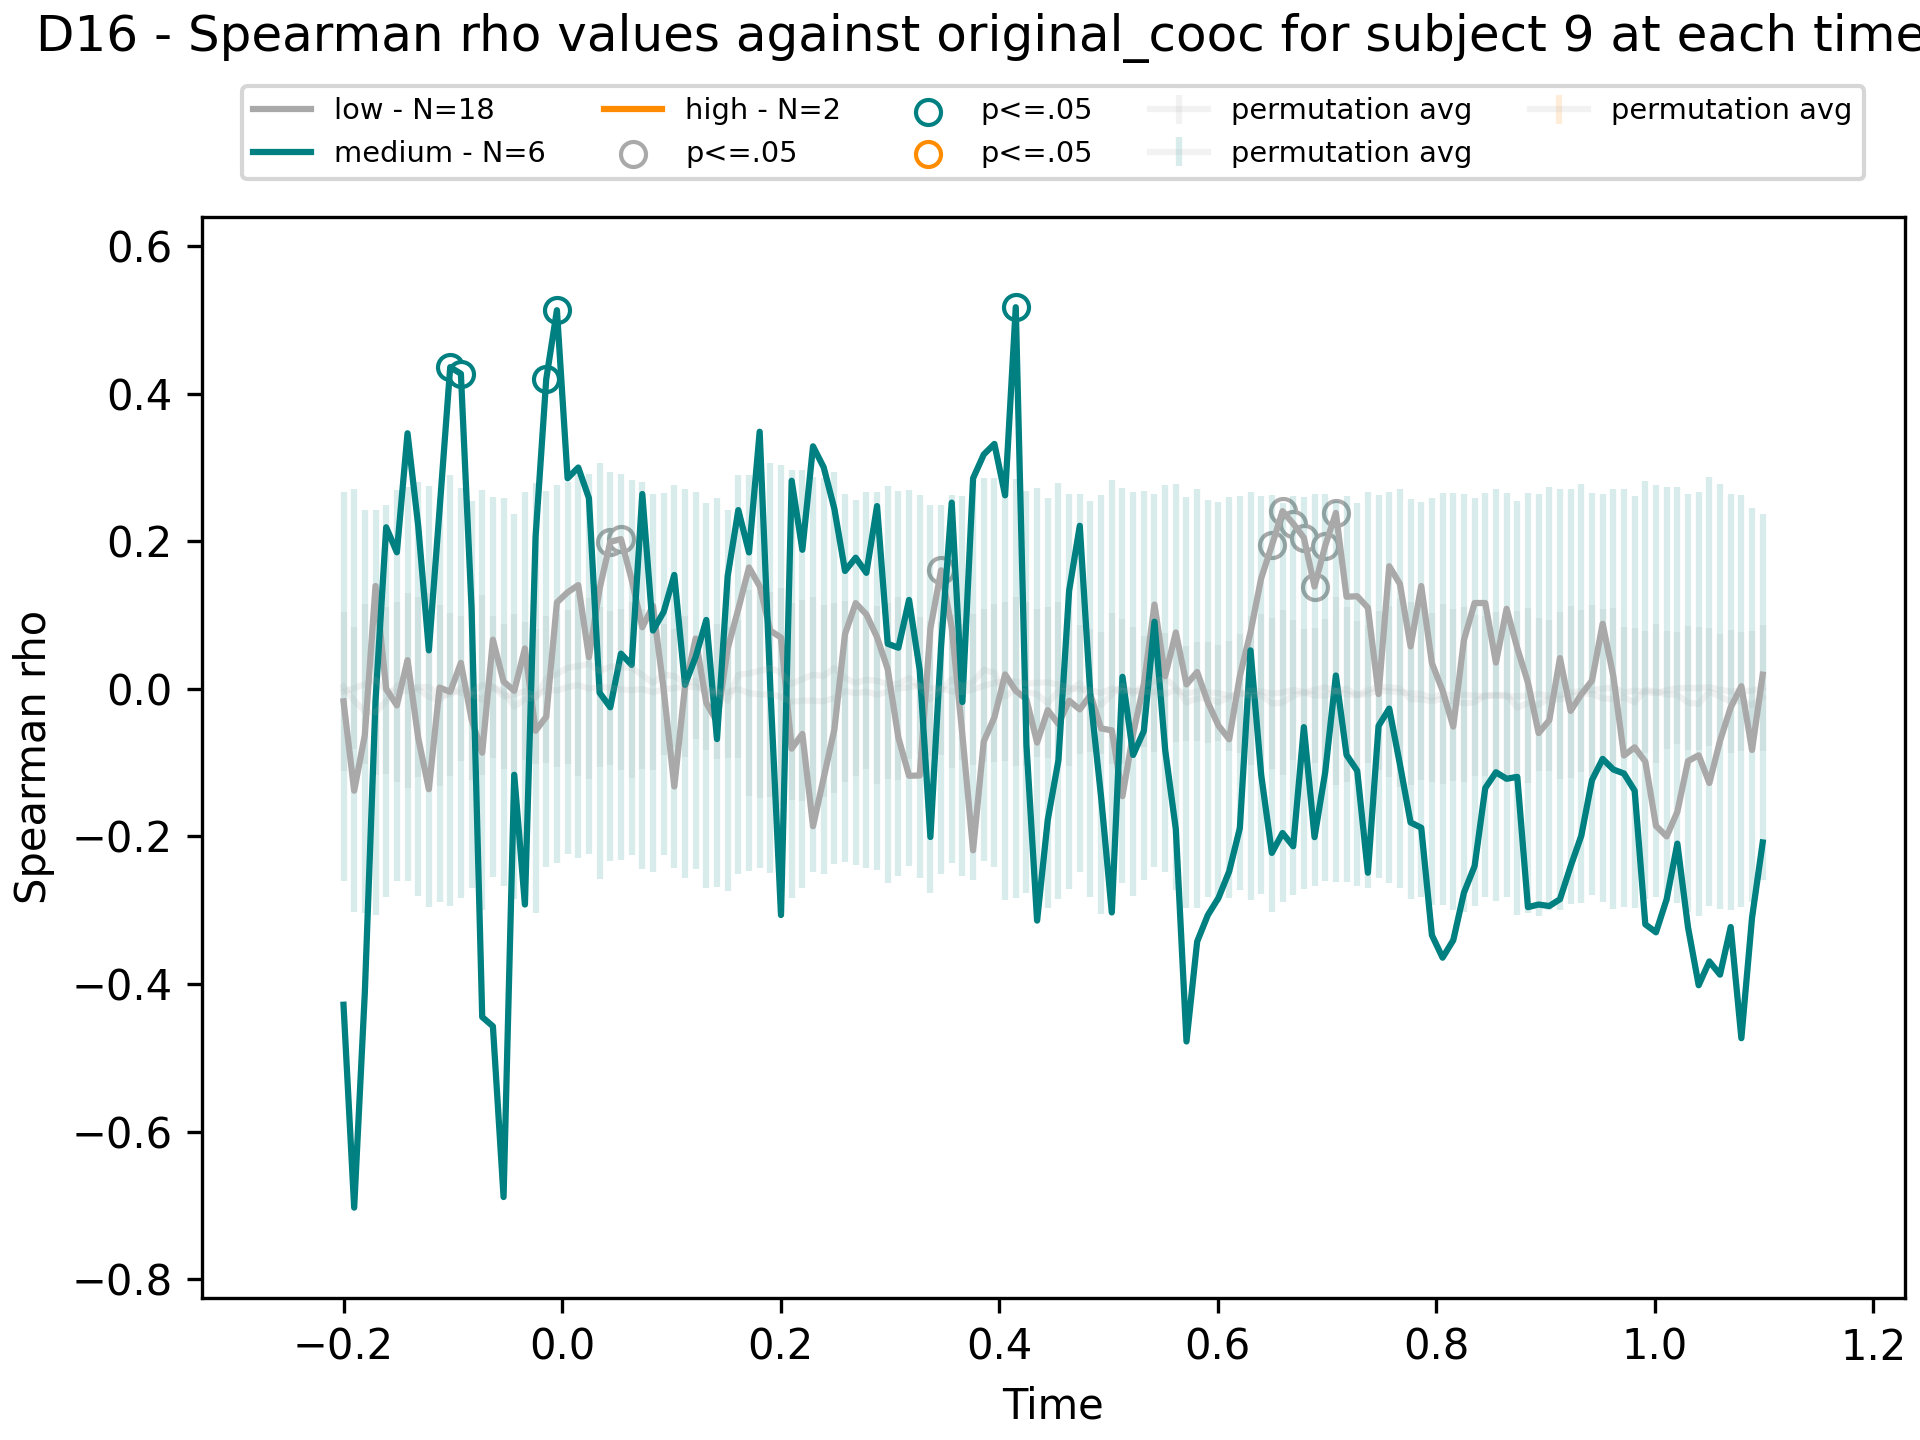 D16 - Spearman rho values against original_cooc for subject 9 at each time
low - N=18
medium - N=6
high - N=2
p<=.05
p<=.05
p<=.05
permutation avg
permutation avg
permutation avg
Spearman rho
0.6
0.4
0.2
0.0
−0.2
−0.4
−0.6
−0.8
−0.2 0.0 0.2 0.4 0.6 0.8 1.0 1.2
Time